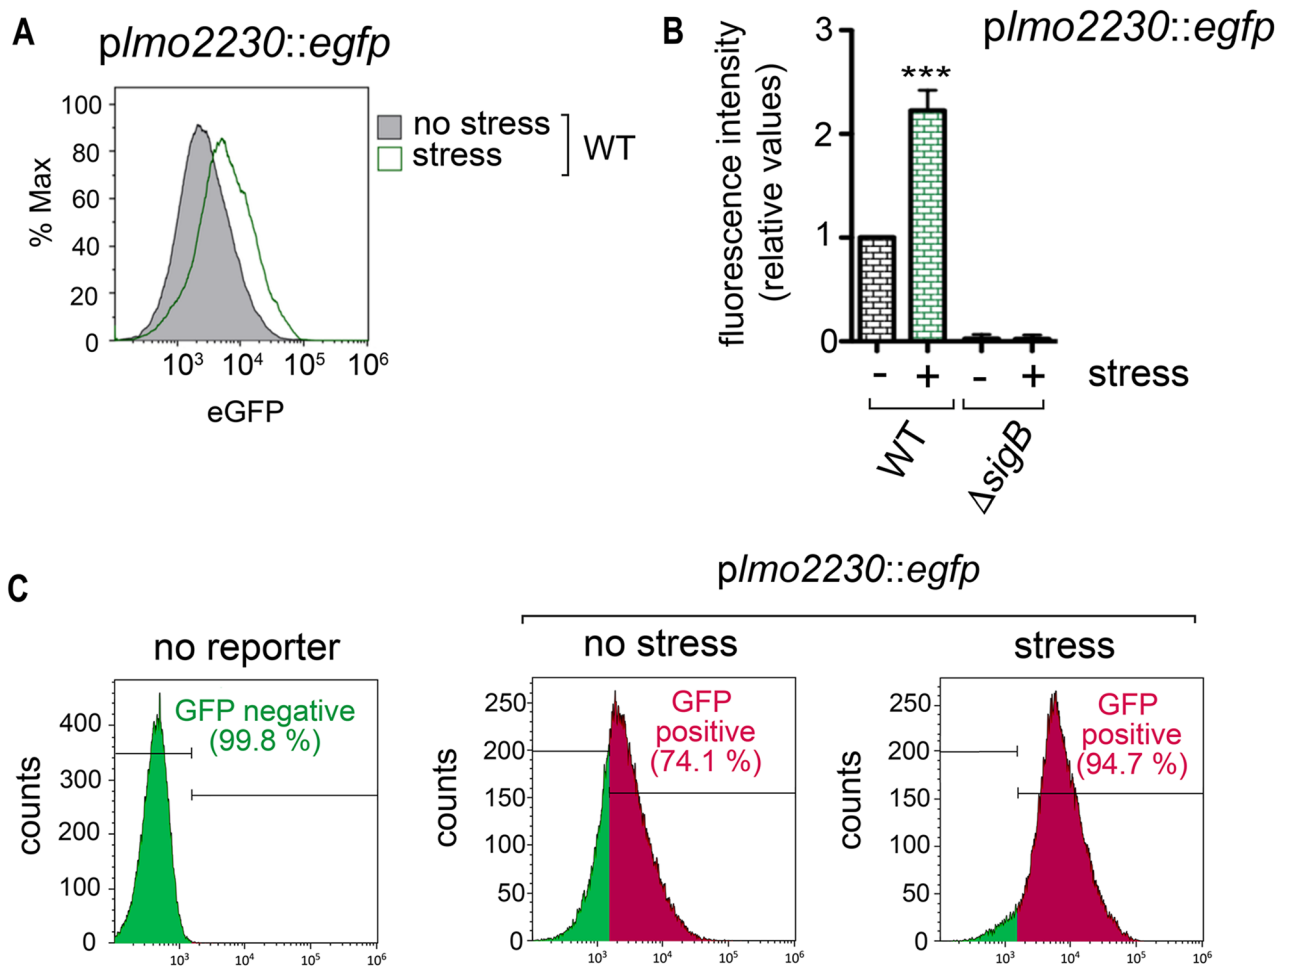 A
plmo2230::egfp
100
80
60
40
20
0
% Max
10³ 10⁴ 10⁵ 10⁶
eGFP
no stress
stress
WT
B
plmo2230::egfp
fluorescence intensity
(relative values)
3
2
1
0
***
- + - + stress
WT
ΔsigB
C
plmo2230::egfp
no reporter
no stress
stress
GFP negative
(99.8 %)
counts
400
300
200
100
0
10³ 10⁴ 10⁵ 10⁶
GFP
positive
(74.1 %)
counts
250
200
150
100
50
0
10³ 10⁴ 10⁵ 10⁶
GFP
positive
(94.7 %)
counts
250
200
150
100
50
0
10³ 10⁴ 10⁵ 10⁶